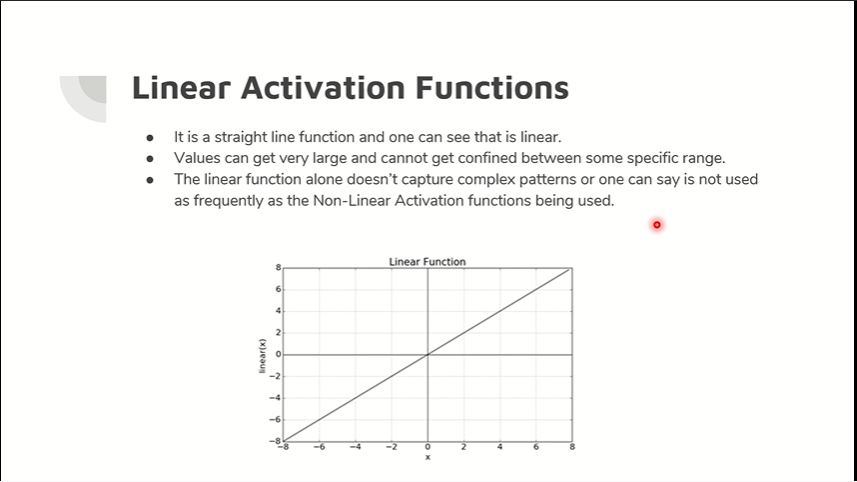 Linear Activation Functions
● It is a straight line function and one can see that is linear.
● Values can get very large and cannot get confined between some specific range.
● The linear function alone doesn't capture complex patterns or one can say is not used
as frequently as the Non-Linear Activation functions being used.
Linear Function
8
6
4
2
0
−2
−4
−6
−8
linear(x)
−8 −6 −4 −2 0 2 4 6 8
x